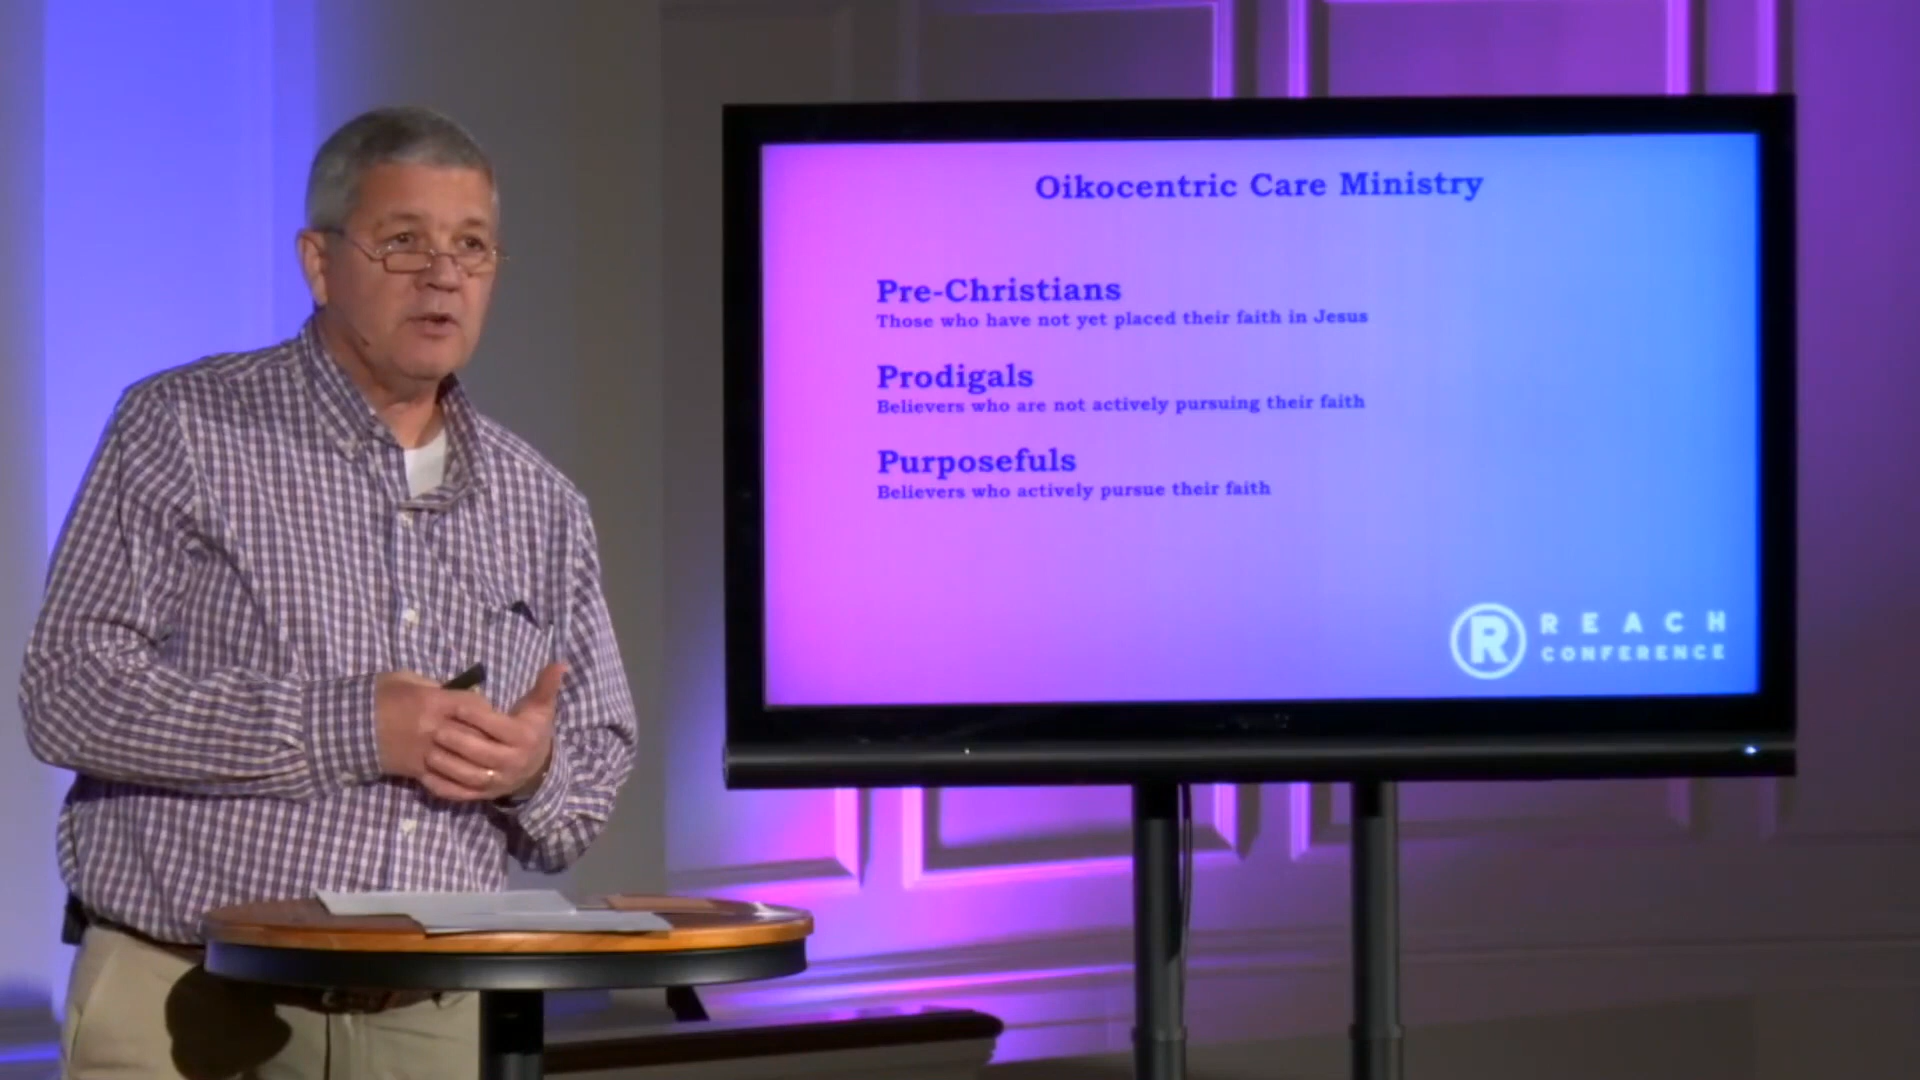 Oikocentric Care Ministry
Pre-Christians
Those who have not yet placed their faith in Jesus
Prodigals
Believers who are not actively pursuing their faith
Purposefuls
Believers who actively pursue their faith
R REACH
CONFERENCE